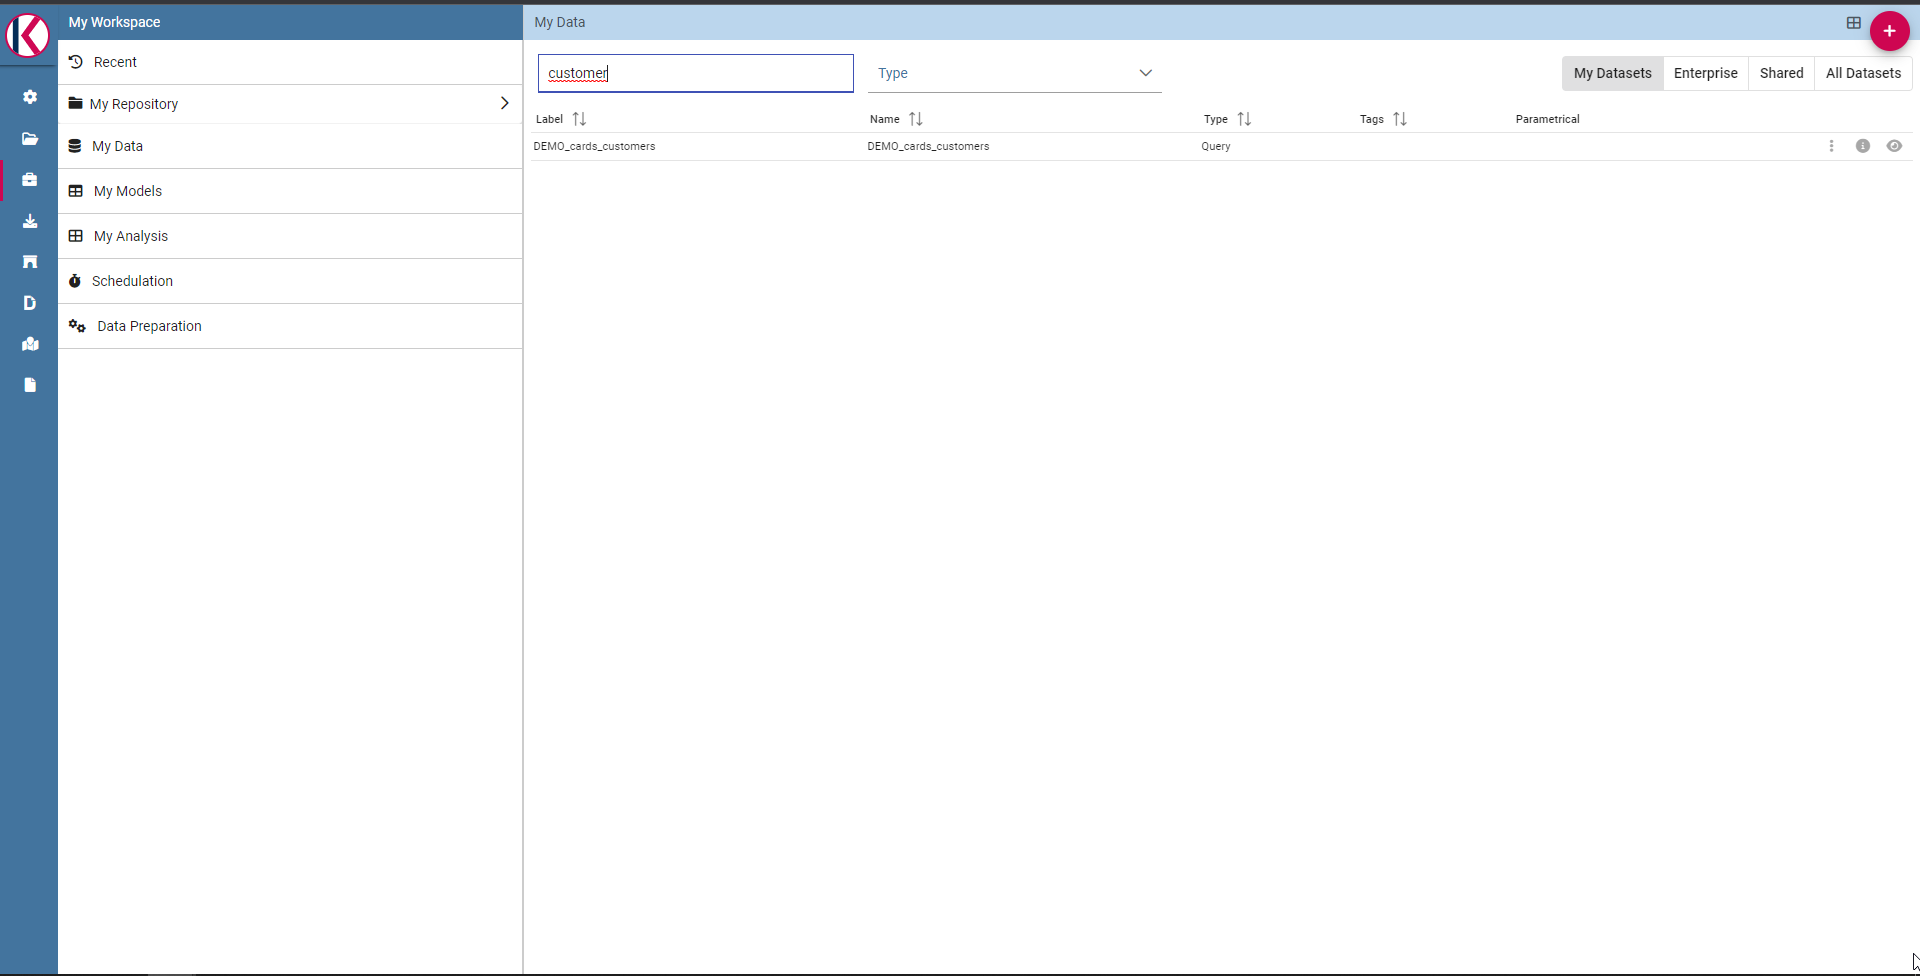 My Workspace
Recent
My Repository
My Data
My Models
My Analysis
Schedulation
Data Preparation
My Data
customer
Type
My Datasets Enterprise Shared All Datasets
Label Name Type Tags Parametrical
DEMO_cards_customers DEMO_cards_customers Query